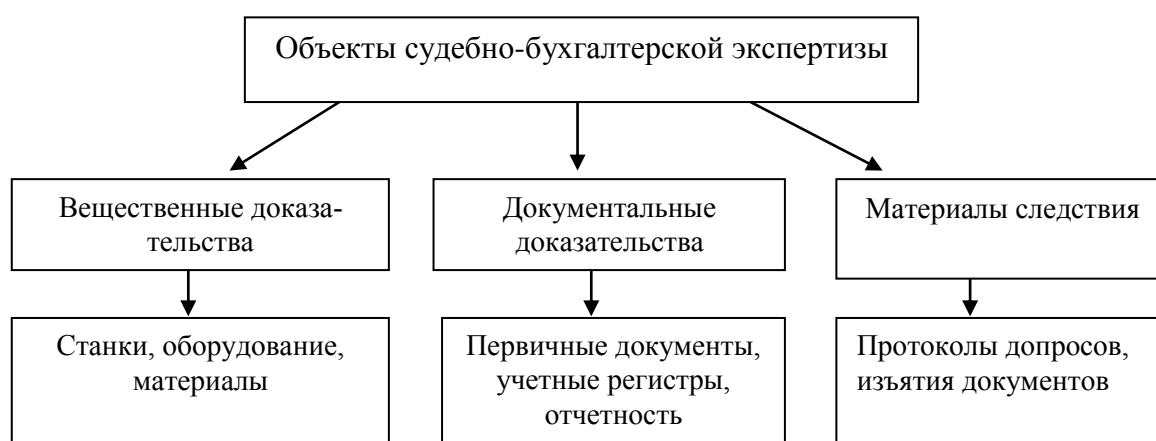 Объекты судебно-бухгалтерской экспертизы
Вещественные доказа-
тельства
Документальные
доказательства
Материалы следствия
Станки, оборудование,
материалы
Первичные документы,
учетные регистры,
отчетность
Протоколы допросов,
изъятия документов